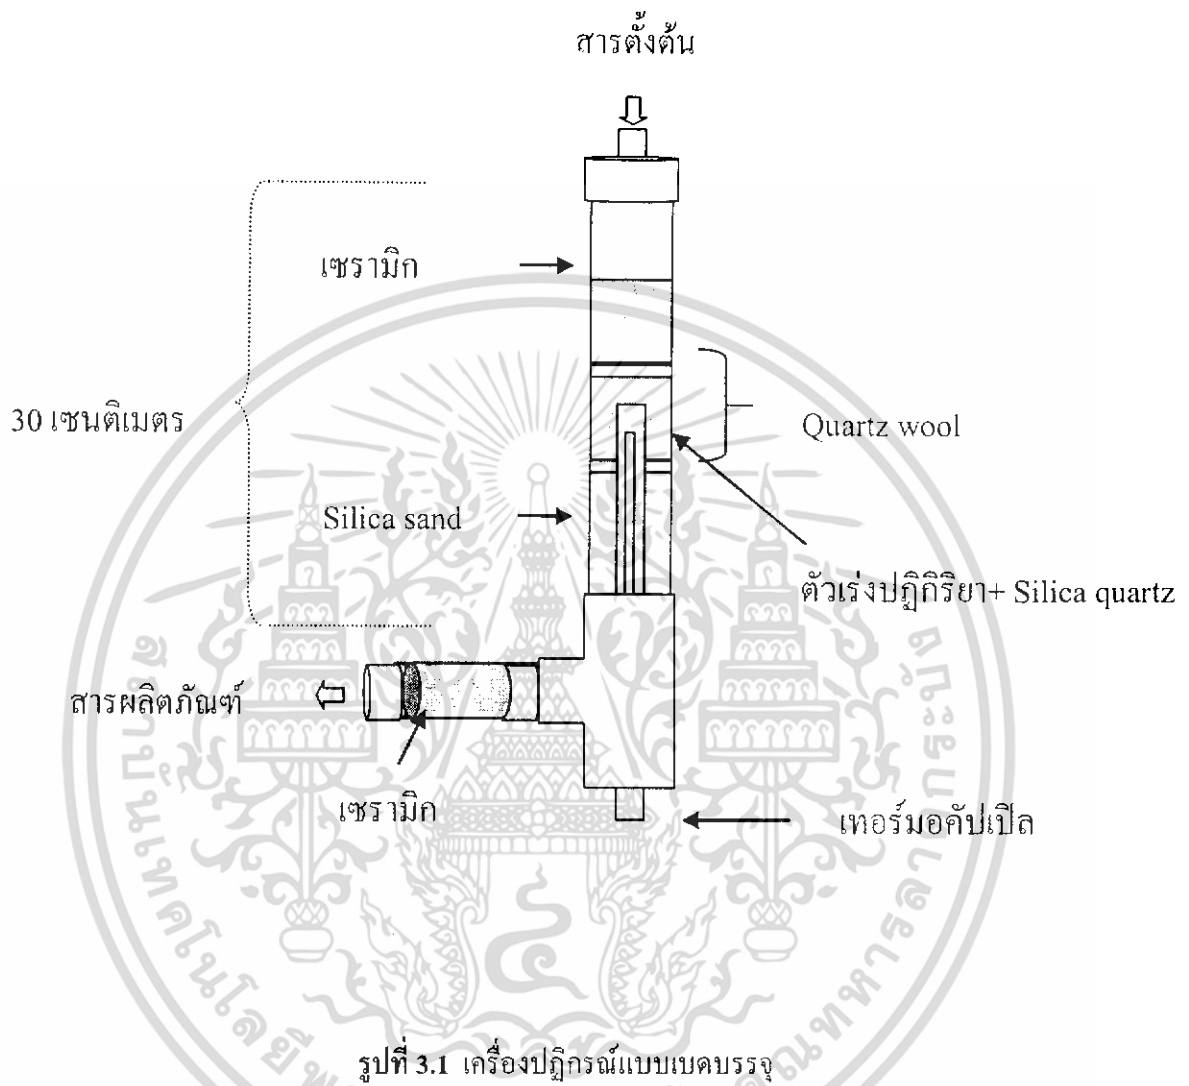 สารตั้งต้น
เซรามิก
30 เซนติเมตร
Quartz wool
Silica sand
ตัวเร่งปฏิกิริยา+ Silica quartz
สารผลิตภัณฑ์
เซรามิก
เทอร์มอคัปเปิล
รูปที่ 3.1 เครื่องปฏิกรณ์แบบเบดบรรจุ